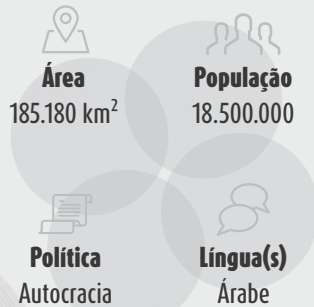 Área
185.180 km²
População
18.500.000
Política
Autocracia
Língua(s)
Árabe